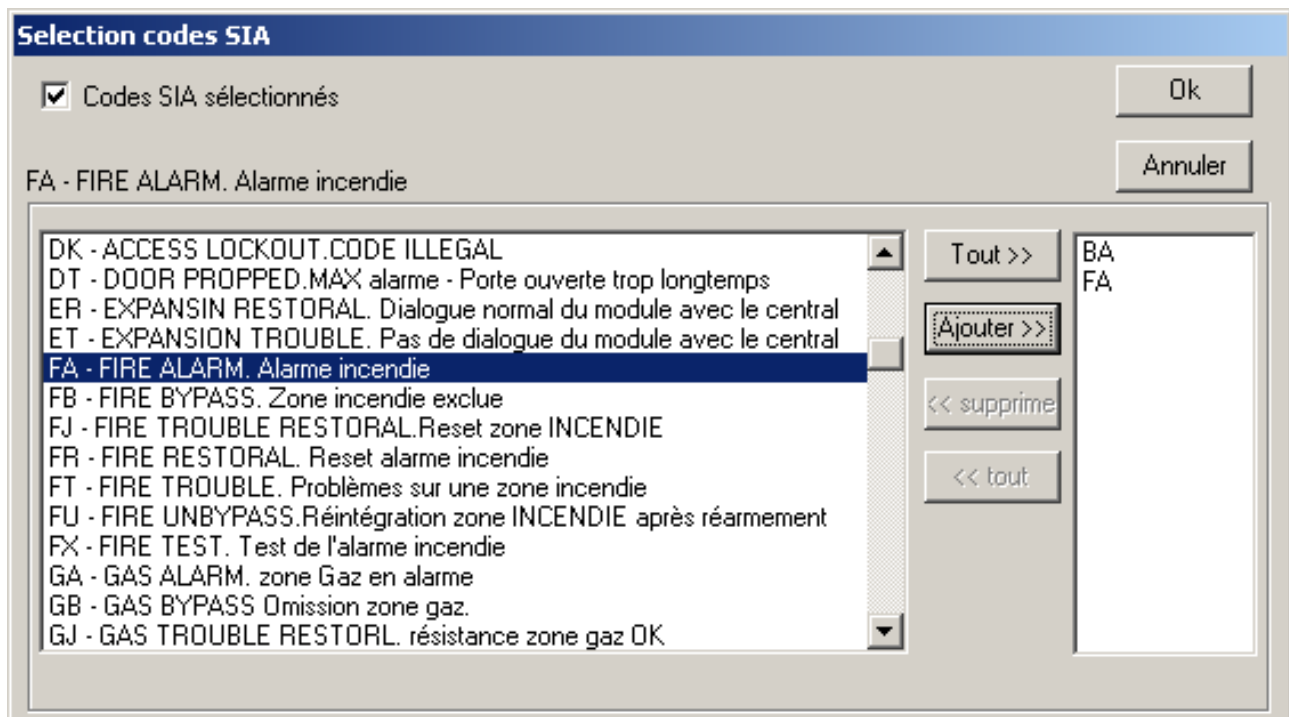 Selection codes SIA
Codes SIA sélectionnés
Ok
Annuler
FA - FIRE ALARM. Alarme incendie
DK - ACCESS LOCKOUT.CODE ILLEGAL
DT - DOOR PROPPED.MAX alarme - Porte ouverte trop longtemps
ER - EXPANSIN RESTORAL. Dialogue normal du module avec le central
ET - EXPANSION TROUBLE. Pas de dialogue du module avec le central
FA - FIRE ALARM. Alarme incendie
FB - FIRE BYPASS. Zone incendie exclue
FJ - FIRE TROUBLE RESTORAL.Reset zone INCENDIE
FR - FIRE RESTORAL. Reset alarme incendie
FT - FIRE TROUBLE. Problèmes sur une zone incendie
FU - FIRE UNBYPASS.Réintégration zone INCENDIE après réarmement
FX - FIRE TEST. Test de l'alarme incendie
GA - GAS ALARM. zone Gaz en alarme
GB - GAS BYPASS Omission zone gaz.
GJ - GAS TROUBLE RESTORL. résistance zone gaz OK
Tout >>
Ajouter >>
<< supprime
<< tout
BA
FA